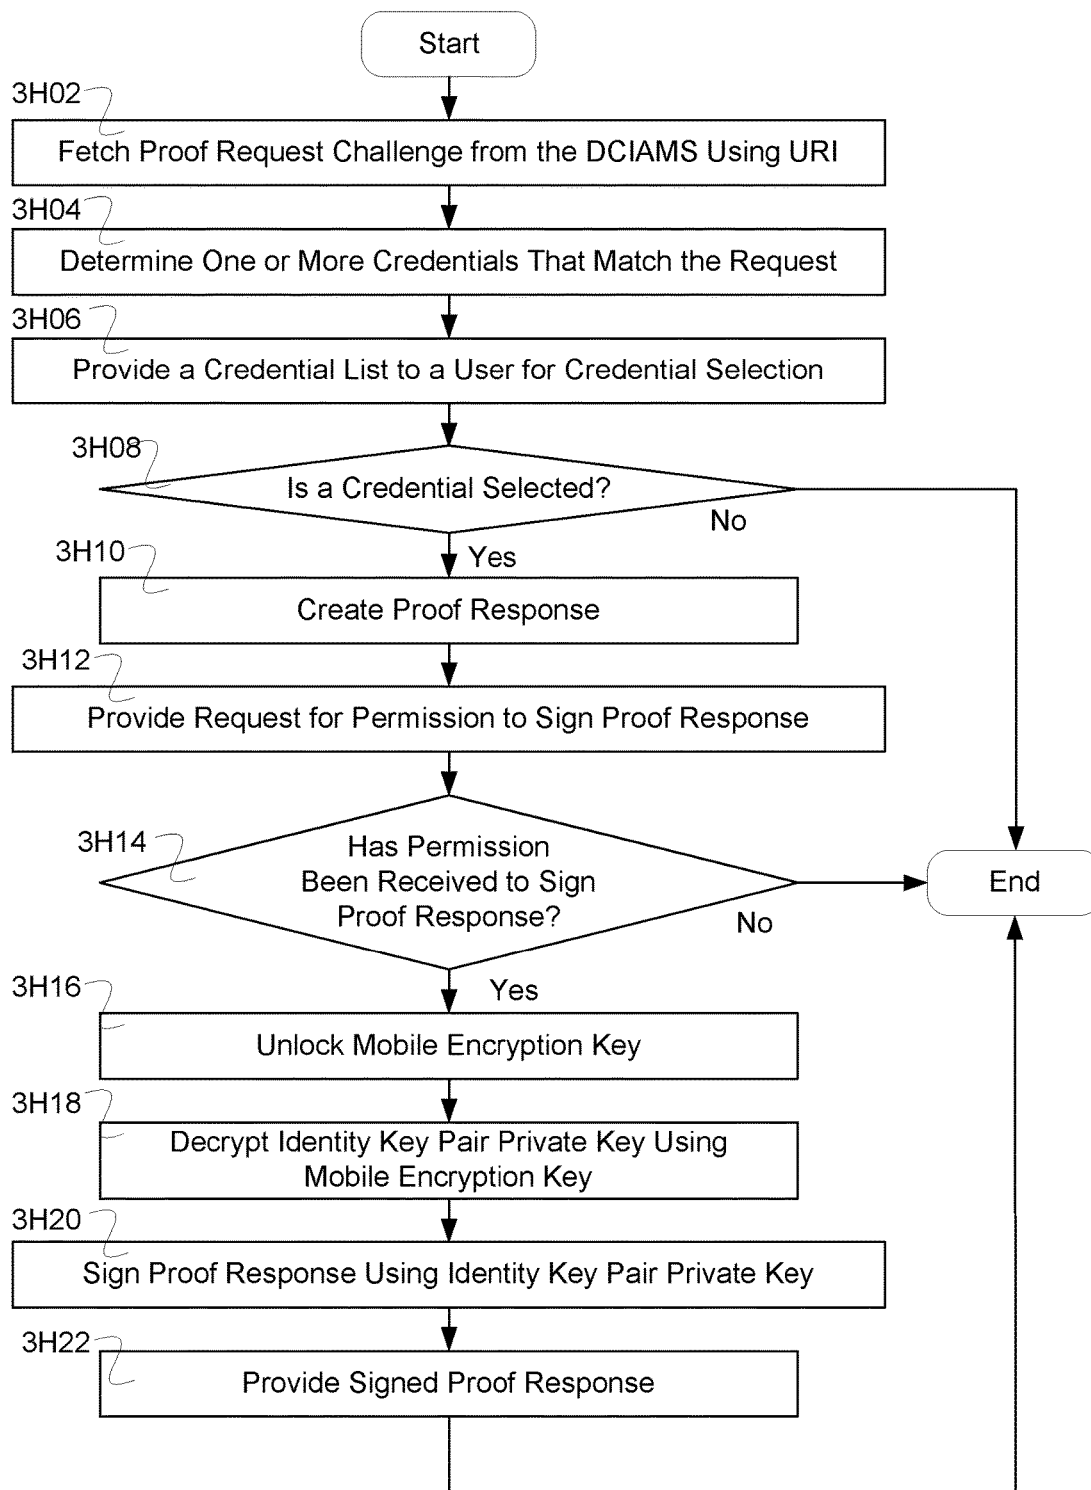 Start
3H02
Fetch Proof Request Challenge from the DCIAMS Using URI
3H04
Determine One or More Credentials That Match the Request
3H06
Provide a Credential List to a User for Credential Selection
3H08
Is a Credential Selected?
No
Yes
3H10
Create Proof Response
3H12
Provide Request for Permission to Sign Proof Response
3H14
Has Permission
Been Received to Sign
Proof Response?
End
No
Yes
3H16
Unlock Mobile Encryption Key
3H18
Decrypt Identity Key Pair Private Key Using
Mobile Encryption Key
3H20
Sign Proof Response Using Identity Key Pair Private Key
3H22
Provide Signed Proof Response